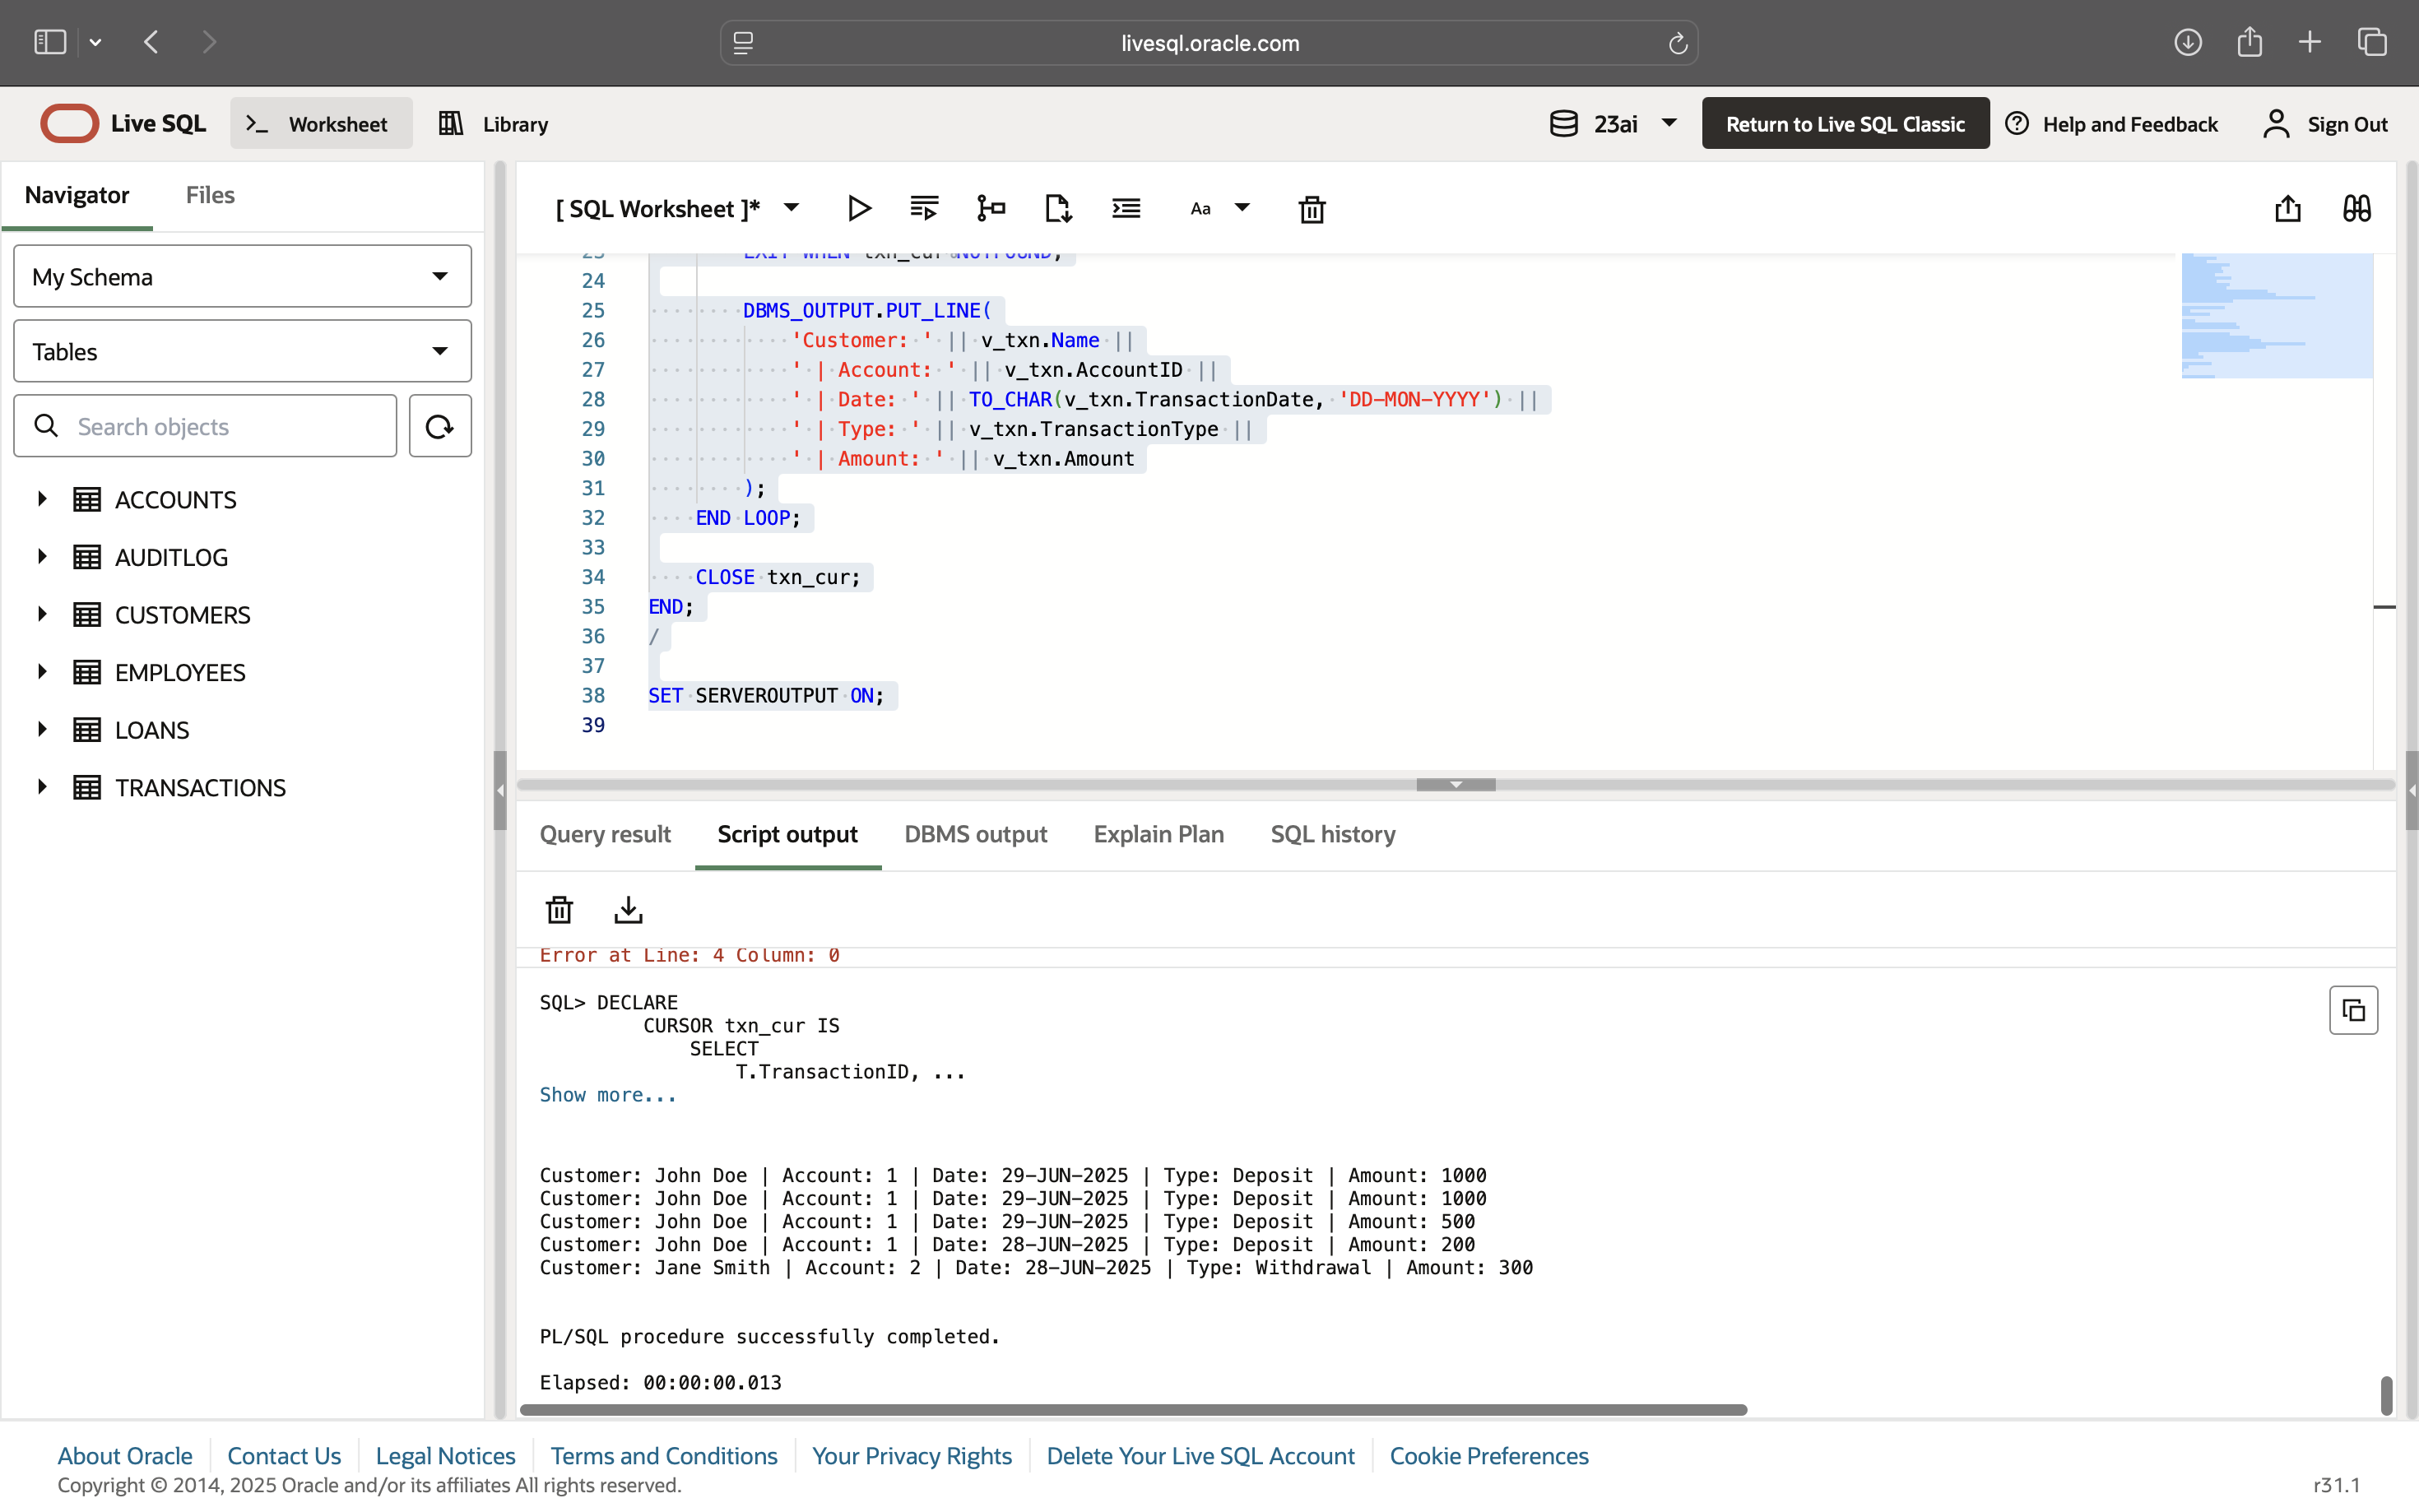 livesql.oracle.com
Live SQL
Worksheet
Library
23ai
Return to Live SQL Classic
Help and Feedback
Sign Out
Navigator
Files
My Schema
Tables
Search objects
ACCOUNTS
AUDITLOG
CUSTOMERS
EMPLOYEES
LOANS
TRANSACTIONS
[ SQL Worksheet ]*
Aa
23 EXIT WHEN txn_cur%NOTFOUND;
24
25 DBMS_OUTPUT.PUT_LINE(
26 'Customer: ' || v_txn.Name ||
27 ' | Account: ' || v_txn.AccountID ||
28 ' | Date: ' || TO_CHAR(v_txn.TransactionDate, 'DD-MON-YYYY') ||
29 ' | Type: ' || v_txn.TransactionType ||
30 ' | Amount: ' || v_txn.Amount
31 );
32 END LOOP;
33
34 CLOSE txn_cur;
35 END;
36 /
37
38 SET SERVEROUTPUT ON;
39
Query result
Script output
DBMS output
Explain Plan
SQL history
Error at Line: 4 Column: 0
SQL> DECLARE
CURSOR txn_cur IS
SELECT
T.TransactionID, ...
Show more...
Customer: John Doe | Account: 1 | Date: 29-JUN-2025 | Type: Deposit | Amount: 1000
Customer: John Doe | Account: 1 | Date: 29-JUN-2025 | Type: Deposit | Amount: 1000
Customer: John Doe | Account: 1 | Date: 29-JUN-2025 | Type: Deposit | Amount: 500
Customer: John Doe | Account: 1 | Date: 28-JUN-2025 | Type: Deposit | Amount: 200
Customer: Jane Smith | Account: 2 | Date: 28-JUN-2025 | Type: Withdrawal | Amount: 300
PL/SQL procedure successfully completed.
Elapsed: 00:00:00.013
About Oracle
Contact Us
Legal Notices
Terms and Conditions
Your Privacy Rights
Delete Your Live SQL Account
Cookie Preferences
Copyright © 2014, 2025 Oracle and/or its affiliates All rights reserved.
r31.1